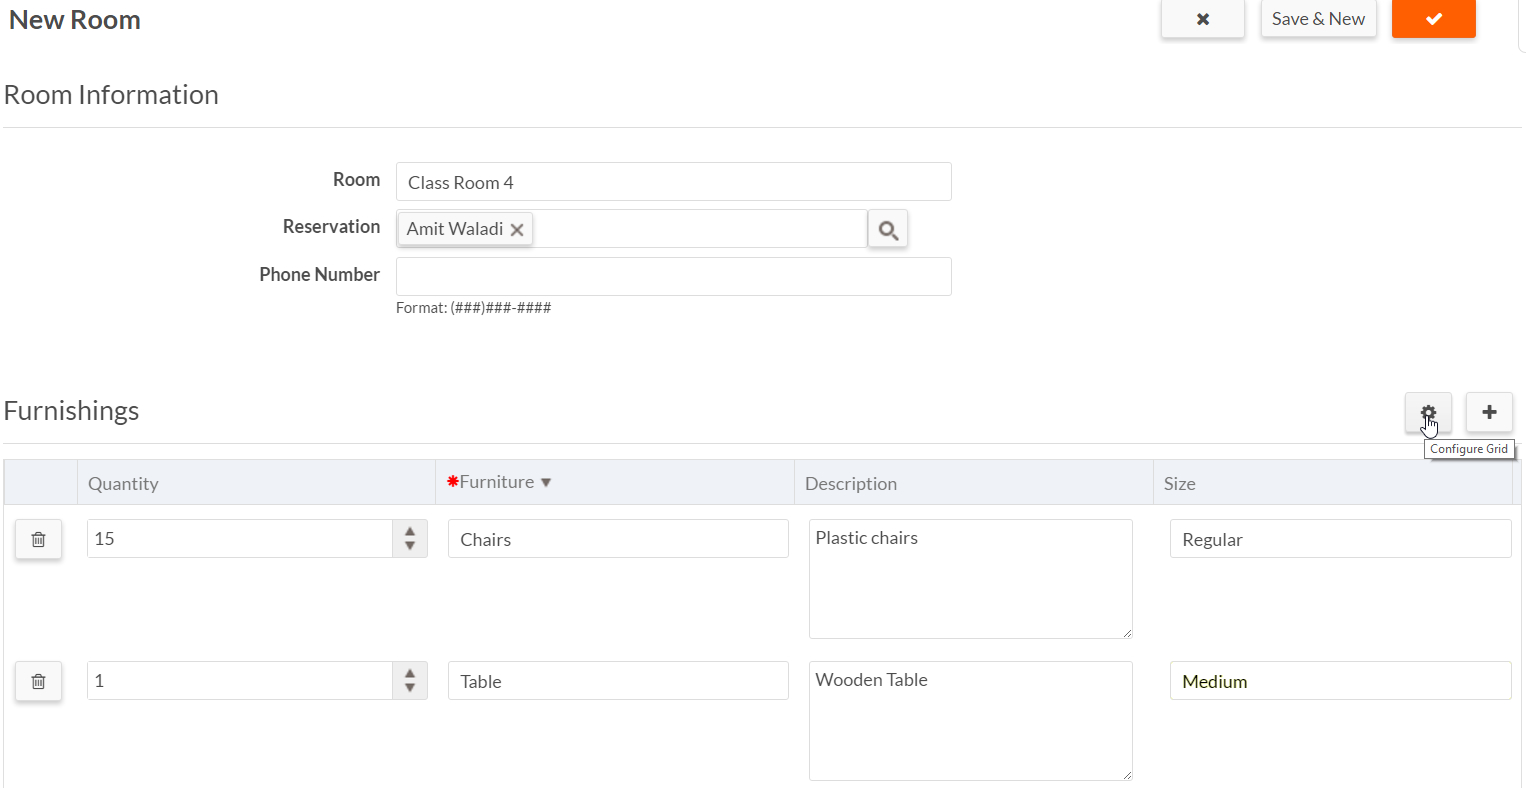 New Room
Save & New
Room Information
Room
Class Room 4
Reservation
Amit Waladi
Phone Number
Format: (###)###-####
Furnishings
Configure Grid
Quantity
*Furniture ▼
Description
Size
15
Chairs
Plastic chairs
Regular
1
Table
Wooden Table
Medium